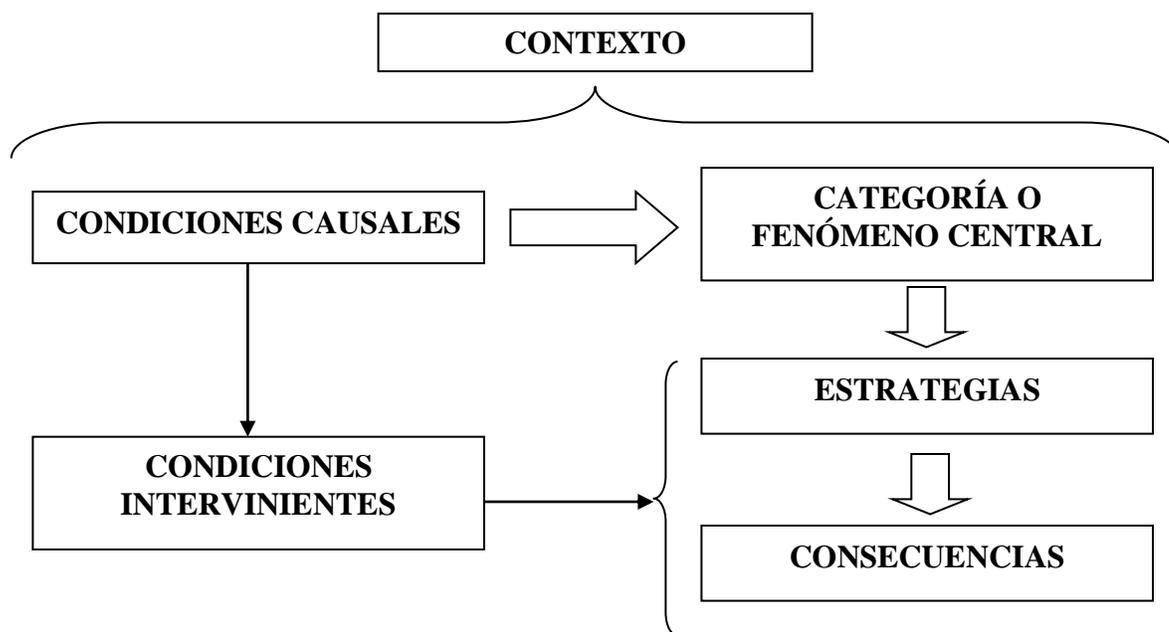 CONTEXTO
CONDICIONES CAUSALES
CATEGORÍA O
FENÓMENO CENTRAL
ESTRATEGIAS
CONDICIONES
INTERVINIENTES
CONSECUENCIAS